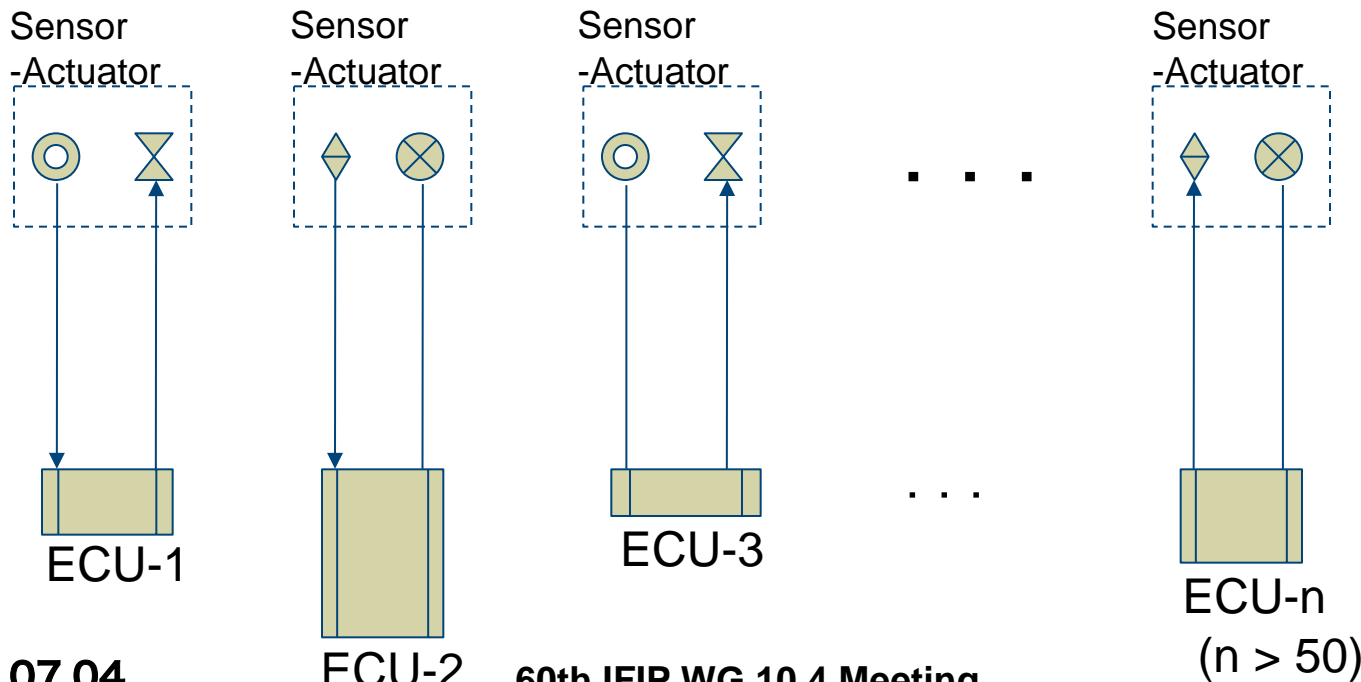 Sensor
-Actuator
Sensor
-Actuator
Sensor
-Actuator
Sensor
-Actuator
. . .
ECU-1
ECU-2
ECU-3
. . .
ECU-n
(n > 50)
07.04
60th IFIP WG 10.4 Meeting